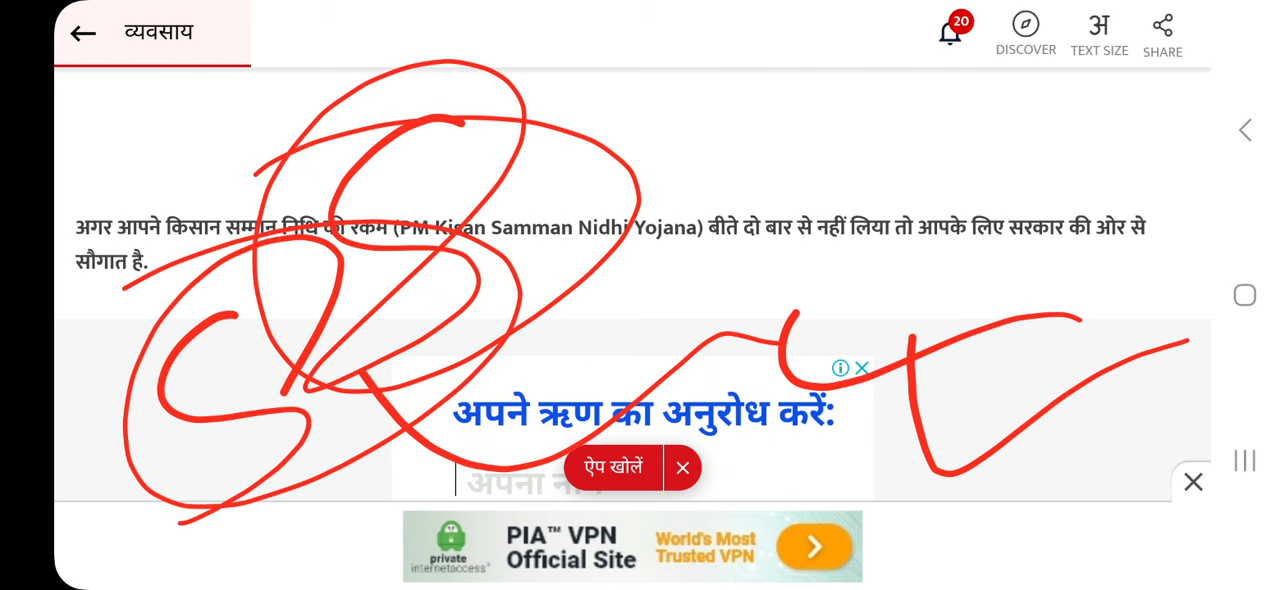 व्यवसाय
20
DISCOVER
अ
TEXT SIZE
SHARE
अगर आपने किसान सम्मान निधि की रकम (PM Kisan Samman Nidhi Yojana) बीते दो बार से नहीं लिया तो आपके लिए सरकार की ओर से
सौगात है.
अपने ऋण का अनुरोध करें:
अपना
ऐप खोलें
private
internetaccess
PIA™ VPN
Official Site
World's Most
Trusted VPN